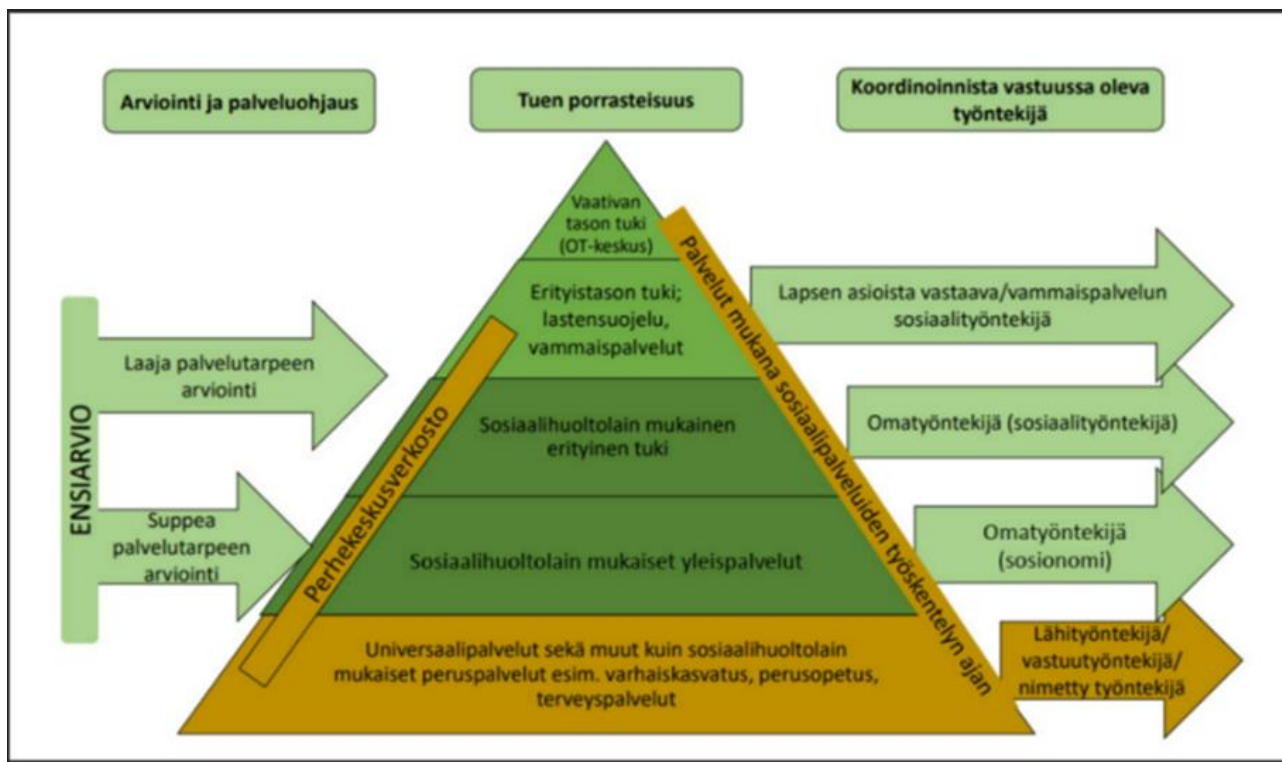 Arviointi ja palveluohjaus
Tuen porrasteisuus
Koordinoinnista vastuussa oleva
työntekijä
ENSIARVIO
Laaja palvelutarpeen
arviointi
Suppea
palvelutarpeen
arviointi
Vaativan
tason tuki
(OT-keskus)
Erityistason tuki;
lastensuojelu,
vammaispalvelut
Sosiaalihuoltolain mukainen
erityinen tuki
Sosiaalihuoltolain mukaiset yleispalvelut
Universaalipalvelut sekä muut kuin sosiaalihuoltolain
mukaiset peruspalvelut esim. varhaiskasvatus, perusopetus,
terveyspalvelut
Perhekeskusverkosto
Palvelut mukana sosiaalipalveluiden työskentelyn ajan
Lapsen asioista vastaava/vammaispalvelun
sosiaalityöntekijä
Omatyöntekijä (sosiaalityöntekijä)
Omatyöntekijä
(sosionomi)
Lähityöntekijä/
vastuutyöntekijä/
nimetty työntekijä